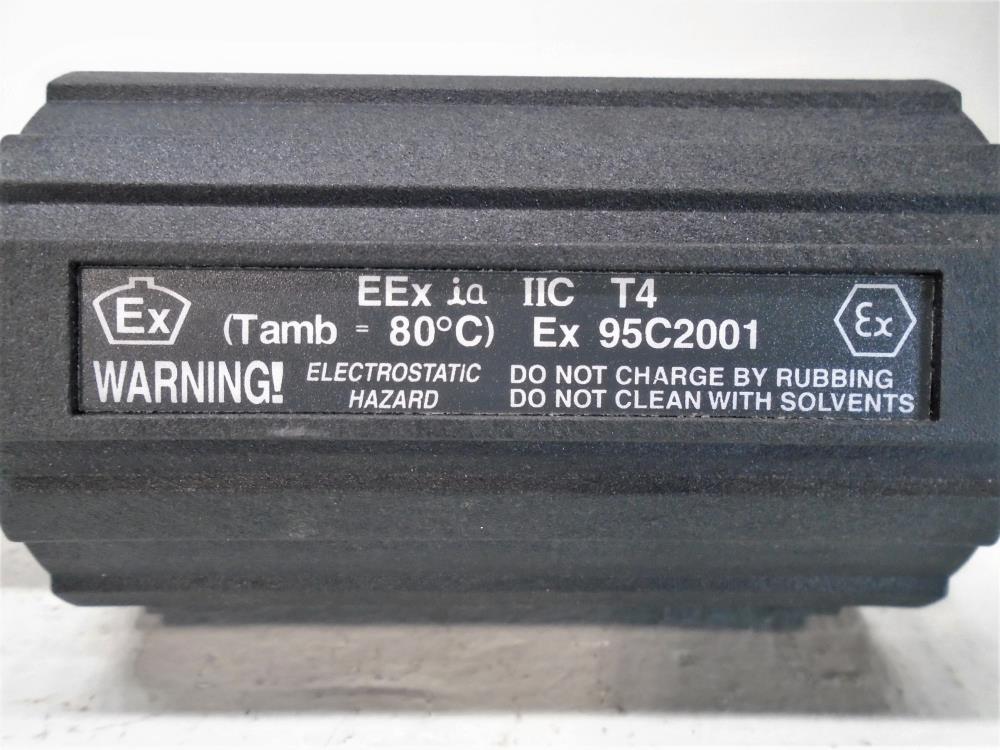 Ex
EEx ia IIC T4
(Tamb = 80°C) Ex 95C2001
εx
WARNING! ELECTROSTATIC HAZARD
DO NOT CHARGE BY RUBBING
DO NOT CLEAN WITH SOLVENTS